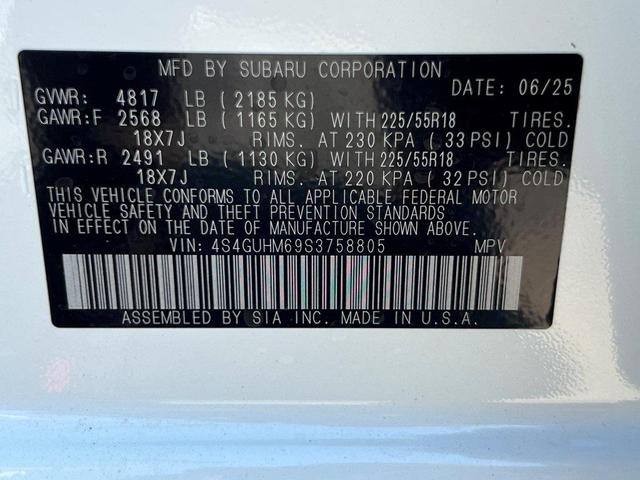 MFD BY SUBARU CORPORATION
DATE: 06/25
GVWR: 4817 LB ( 2185 KG)
GAWR:F 2568 LB ( 1165 KG) WITH 225/55R18 TIRES.
18X7J RIMS. AT 230 KPA ( 33 PSI) COLD
GAWR:R 2491 LB ( 1130 KG) WITH 225/55R18 TIRES.
18X7J RIMS. AT 220 KPA ( 32 PSI) COLD
THIS VEHICLE CONFORMS TO ALL APPLICABLE FEDERAL MOTOR
VEHICLE SAFETY AND THEFT PREVENTION STANDARDS
IN EFFECT ON THE DATE OF MANUFACTURE SHOWN ABOVE.
VIN: 4S4GUHM69S3758805 MPV
ASSEMBLED BY SIA INC. MADE IN U.S.A.